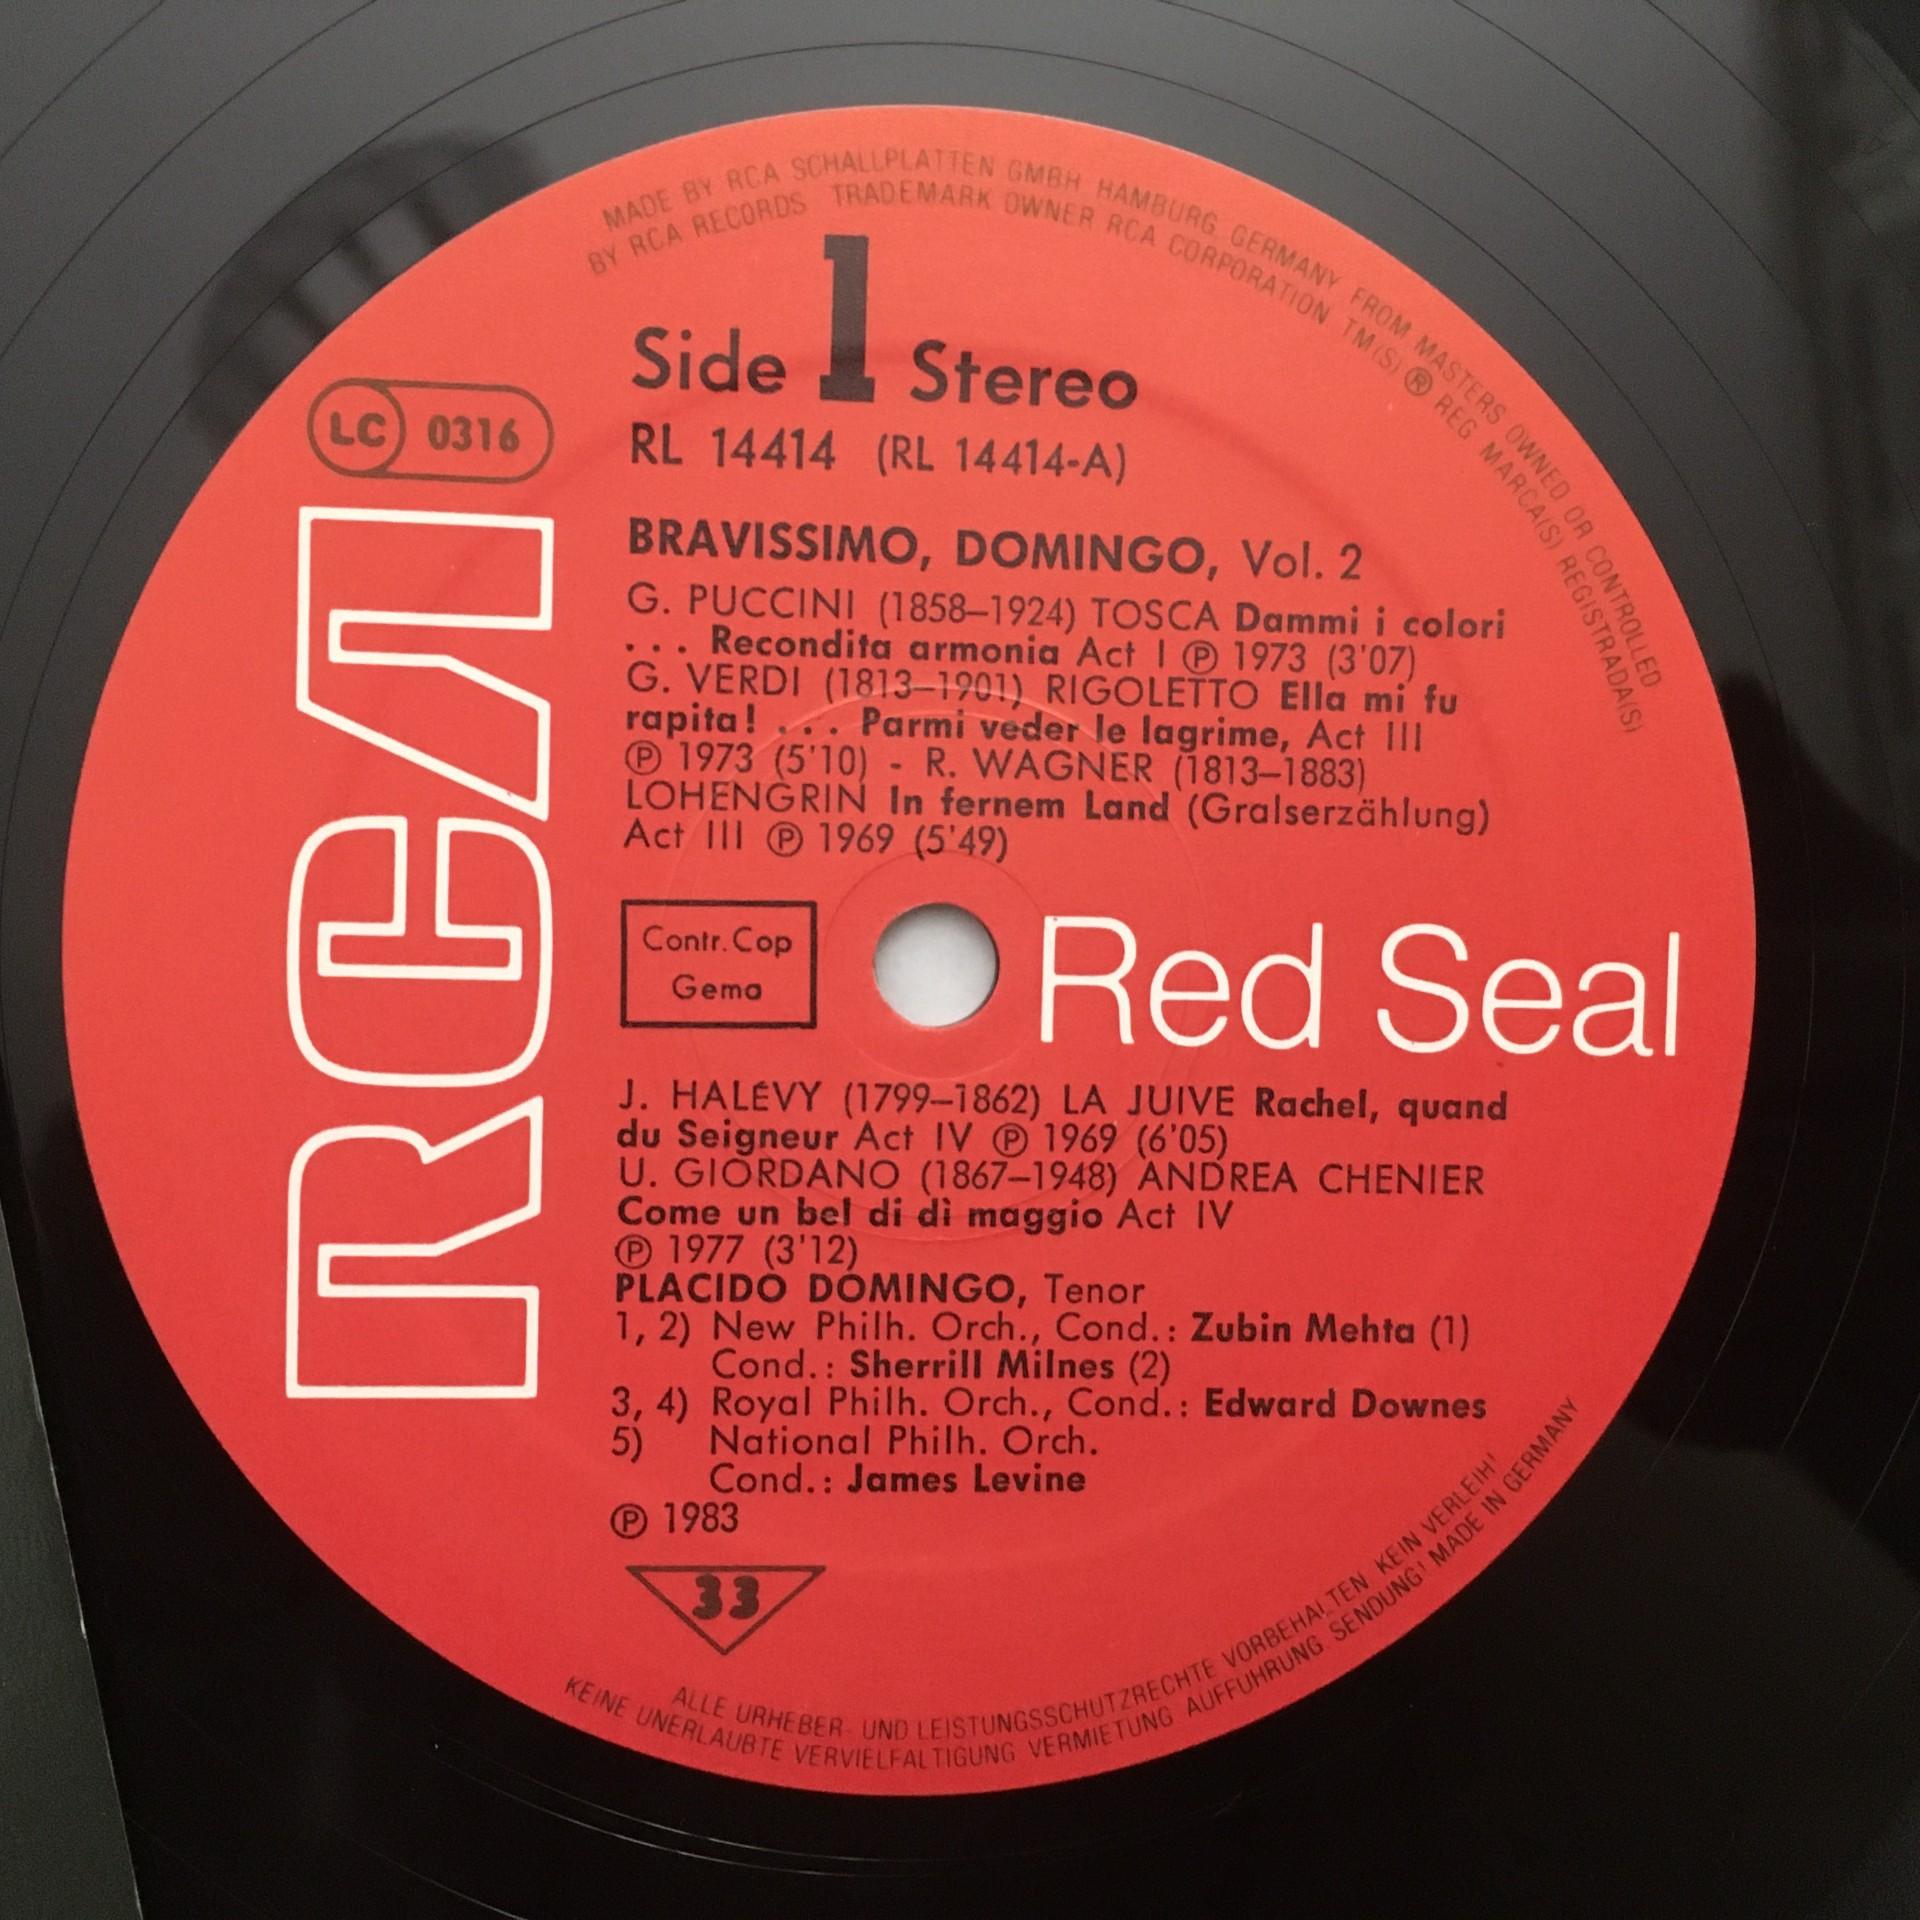 MADE BY RCA SCHALLPLATTEN GMBH HAMBURG. GERMANY FROM MASTERS OWNED OR CONTROLLED
BY RCA RECORDS TRADEMARK OWNER RCA CORPORATION TM(S) ® REG MARCA(S) REGISTRADA(S)
Side 1 Stereo
LC 0316
RL 14414 (RL 14414-A)
RCA
BRAVISSIMO, DOMINGO, Vol. 2
G. PUCCINI (1858–1924) TOSCA Dammi i colori
. . . Recondita armonia Act I ℗ 1973 (3'07)
G. VERDI (1813–1901) RIGOLETTO Ella mi fu
rapita! . . . Parmi veder le lagrime, Act III
℗ 1973 (5'10) - R. WAGNER (1813–1883)
LOHENGRIN In fernem Land (Gralserzählung)
Act III ℗ 1969 (5'49)
Contr. Cop
Gema
Red Seal
J. HALÉVY (1799–1862) LA JUIVE Rachel, quand
du Seigneur Act IV ℗ 1969 (6'05)
U. GIORDANO (1867–1948) ANDREA CHENIER
Come un bel di dì maggio Act IV
℗ 1977 (3'12)
PLACIDO DOMINGO, Tenor
1, 2) New Philh. Orch., Cond.: Zubin Mehta (1)
Cond.: Sherrill Milnes (2)
3, 4) Royal Philh. Orch., Cond.: Edward Downes
5) National Philh. Orch.
Cond.: James Levine
℗ 1983
33
ALLE URHEBER- UND LEISTUNGSSCHUTZRECHTE VORBEHALTEN. KEIN VERLEIH!
KEINE UNERLAUBTE VERVIELFALTIGUNG VERMIETUNG AUFFUHRUNG. SENDUNG! MADE IN GERMANY